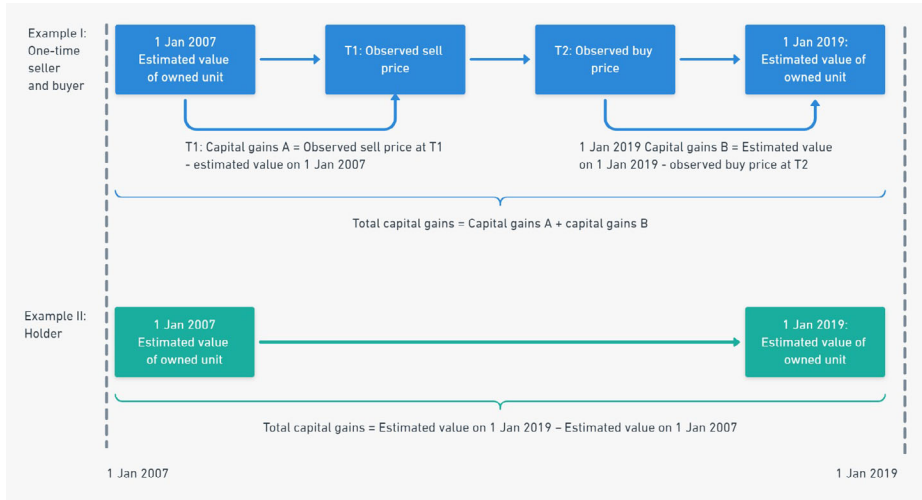 Example I:
One-time
seller
and buyer
1 Jan 2007
Estimated value
of owned unit
T1: Observed sell
price
T2: Observed buy
price
1 Jan 2019:
Estimated value of
owned unit
T1: Capital gains A = Observed sell price at T1
- estimated value on 1 Jan 2007
1 Jan 2019 Capital gains B = Estimated value
on 1 Jan 2019 - observed buy price at T2
Total capital gains = Capital gains A + capital gains B
Example II:
Holder
1 Jan 2007
Estimated value
of owned unit
1 Jan 2019:
Estimated value of
owned unit
Total capital gains = Estimated value on 1 Jan 2019 – Estimated value on 1 Jan 2007
1 Jan 2007
1 Jan 2019